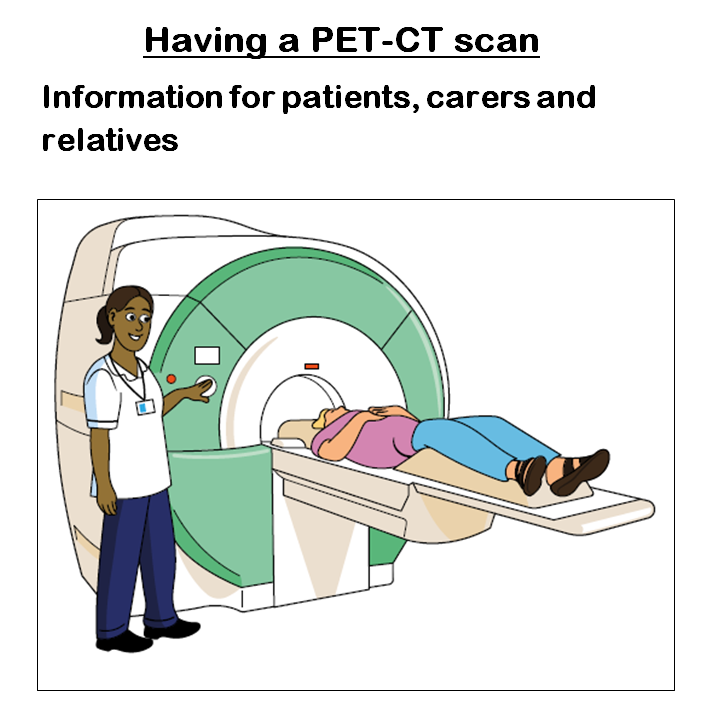 Having a PET-CT scan
Information for patients, carers and
relatives